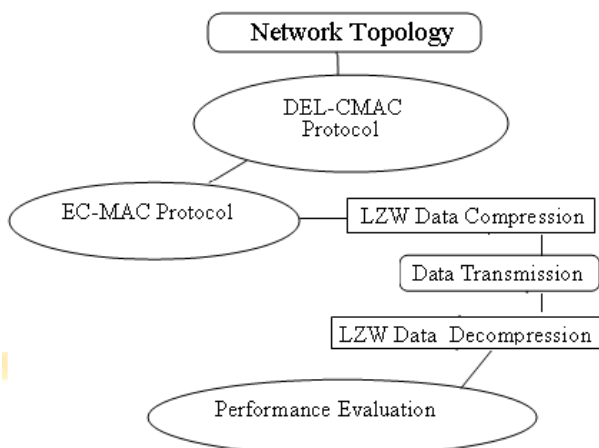 Network Topology
DEL-CMAC
Protocol
EC-MAC Protocol
LZW Data Compression
Data Transmission
LZW Data Decompression
Performance Evaluation